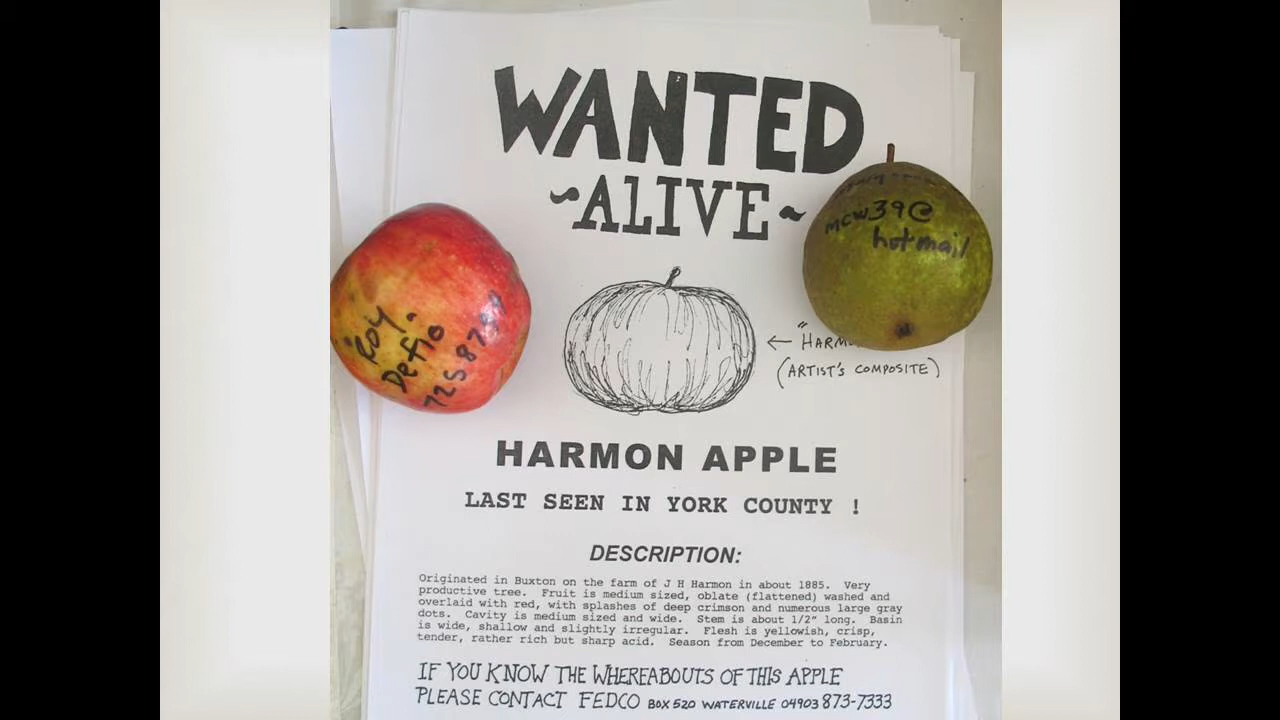 WANTED
~ALIVE~
mcw39@
hotmail
Roy
Defio
← "HARM
(ARTIST'S COMPOSITE)
HARMON APPLE
LAST SEEN IN YORK COUNTY !
DESCRIPTION:
Originated in Buxton on the farm of J H Harmon in about 1885. Very
productive tree. Fruit is medium sized, oblate (flattened) washed and
overlaid with red, with splashes of deep crimson and numerous large gray
dots. Cavity is medium sized and wide. Stem is about 1/2" long. Basin
is wide, shallow and slightly irregular. Flesh is yellowish, crisp,
tender, rather rich but sharp acid. Season from December to February.
IF YOU KNOW THE WHEREABOUTS OF THIS APPLE
PLEASE CONTACT FEDCO BOX 520 WATERVILLE 04903 873-7333